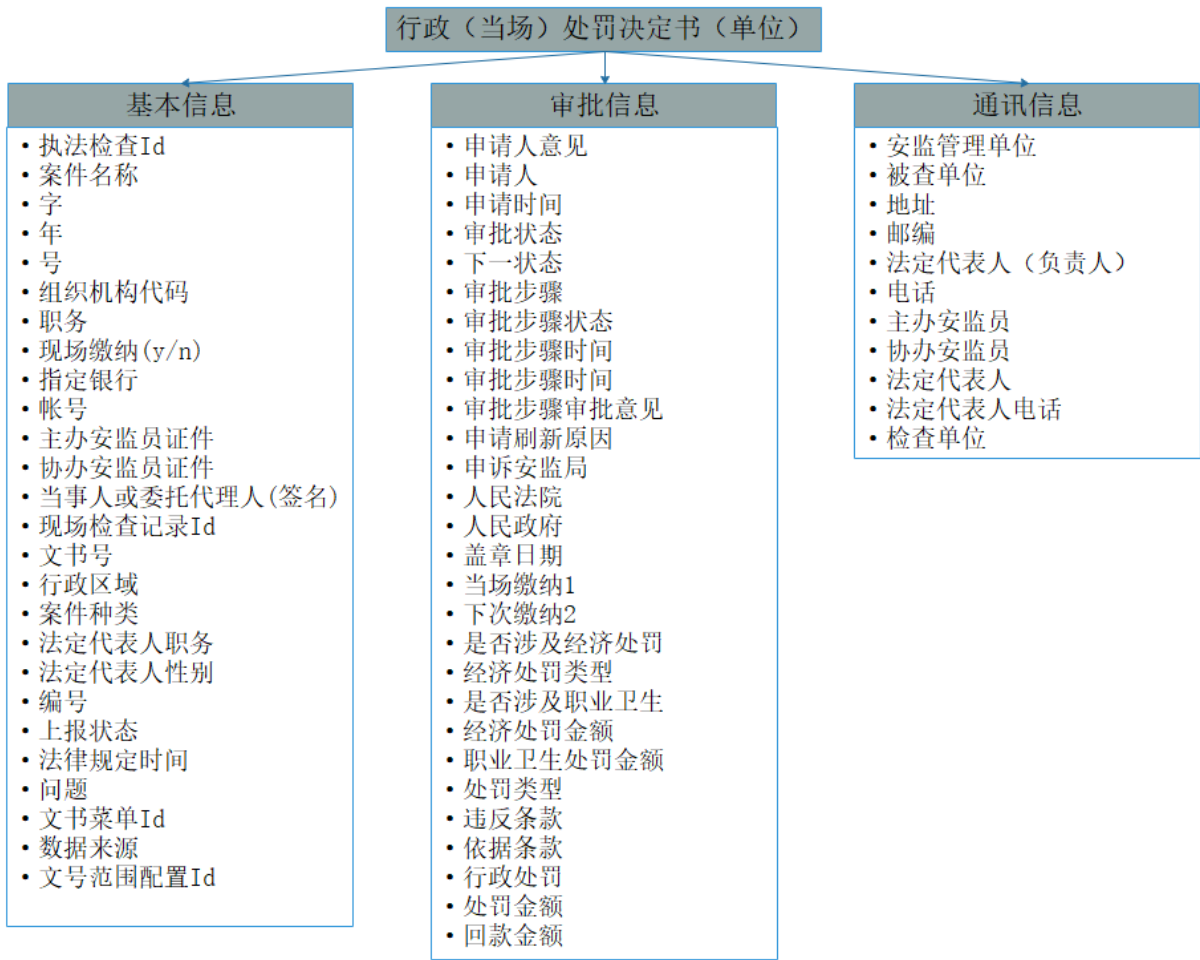 行政（当场）处罚决定书（单位）
基本信息
• 执法检查Id
• 案件名称
• 字
• 年
• 号
• 组织机构代码
• 职务
• 现场缴纳(y/n)
• 指定银行
• 帐号
• 主办安监员证件
• 协办安监员证件
• 当事人或委托代理人(签名)
• 现场检查记录Id
• 文书号
• 行政区域
• 案件种类
• 法定代表人职务
• 法定代表人性别
• 编号
• 上报状态
• 法律规定时间
• 问题
• 文书菜单Id
• 数据来源
• 文号范围配置Id
审批信息
• 申请人意见
• 申请人
• 申请时间
• 审批状态
• 下一状态
• 审批步骤
• 审批步骤状态
• 审批步骤时间
• 审批步骤时间
• 审批步骤审批意见
• 申请刷新原因
• 申诉安监局
• 人民法院
• 人民政府
• 盖章日期
• 当场缴纳1
• 下次缴纳2
• 是否涉及经济处罚
• 经济处罚类型
• 是否涉及职业卫生
• 经济处罚金额
• 职业卫生处罚金额
• 处罚类型
• 违反条款
• 依据条款
• 行政处罚
• 处罚金额
• 回款金额
通讯信息
• 安监管理单位
• 被查单位
• 地址
• 邮编
• 法定代表人（负责人）
• 电话
• 主办安监员
• 协办安监员
• 法定代表人
• 法定代表人电话
• 检查单位